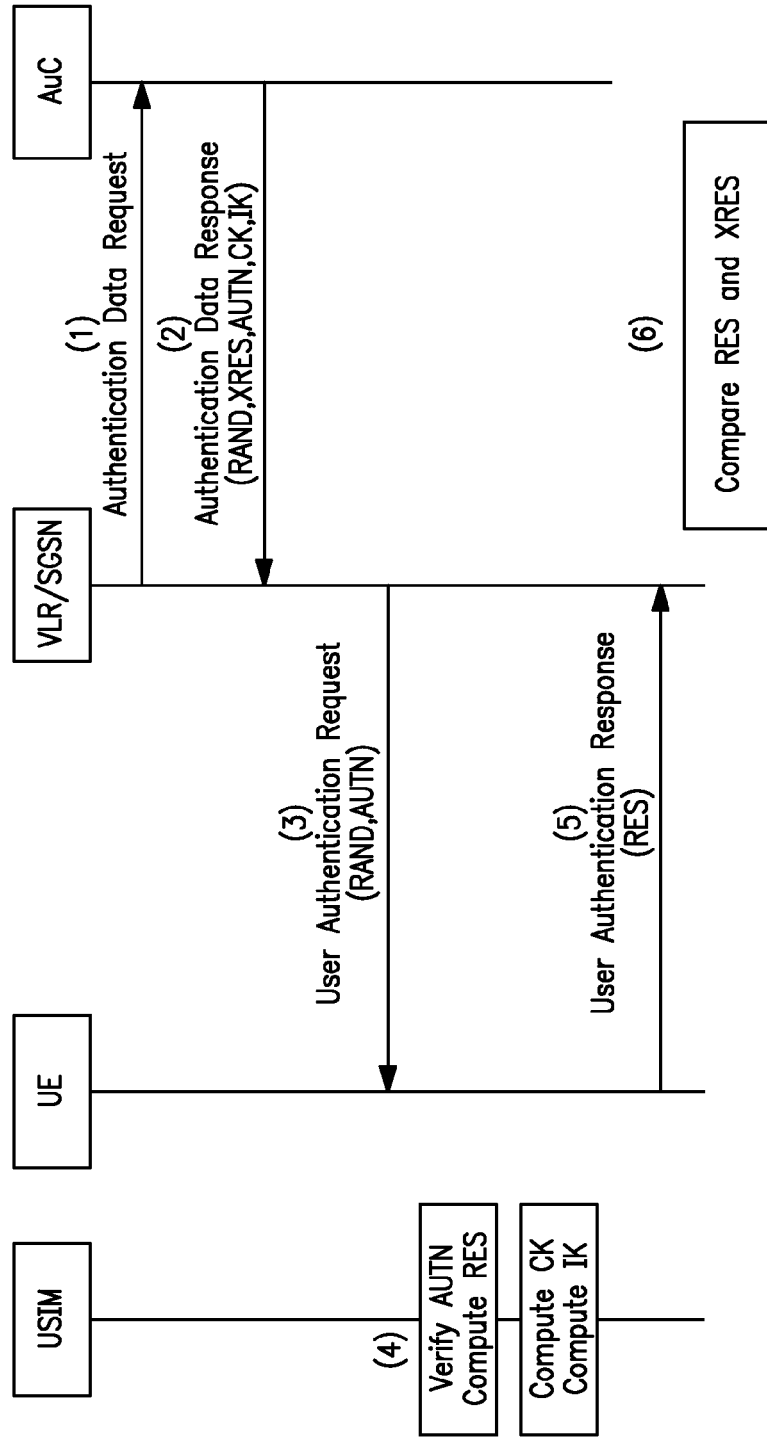 USIM
UE
VLR/SGSN
AuC
(1)
Authentication Data Request
(2)
Authentication Data Response
(RAND,XRES,AUTN,CK,IK)
(3)
User Authentication Request
(RAND,AUTN)
(4)
Verify AUTN
Compute RES
Compute CK
Compute IK
(5)
User Authentication Response
(RES)
(6)
Compare RES and XRES